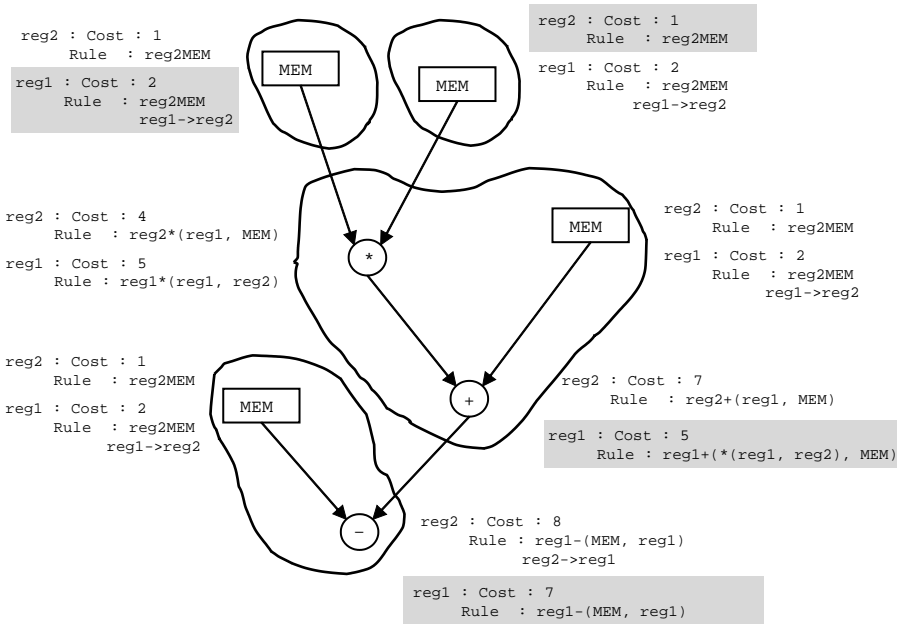 reg2 : Cost : 1
Rule : reg2MEM
reg1 : Cost : 2
Rule : reg2MEM
reg1->reg2
MEM
MEM
reg2 : Cost : 1
Rule : reg2MEM
reg1 : Cost : 2
Rule : reg2MEM
reg1->reg2
reg2 : Cost : 4
Rule : reg2*(reg1, MEM)
reg1 : Cost : 5
Rule : reg1*(reg1, reg2)
*
MEM
reg2 : Cost : 1
Rule : reg2MEM
reg1 : Cost : 2
Rule : reg2MEM
reg1->reg2
reg2 : Cost : 1
Rule : reg2MEM
reg1 : Cost : 2
Rule : reg2MEM
reg1->reg2
MEM
+
reg2 : Cost : 7
Rule : reg2+(reg1, MEM)
reg1 : Cost : 5
Rule : reg1+(*(reg1, reg2), MEM)
-
reg2 : Cost : 8
Rule : reg1-(MEM, reg1)
reg2->reg1
reg1 : Cost : 7
Rule : reg1-(MEM, reg1)